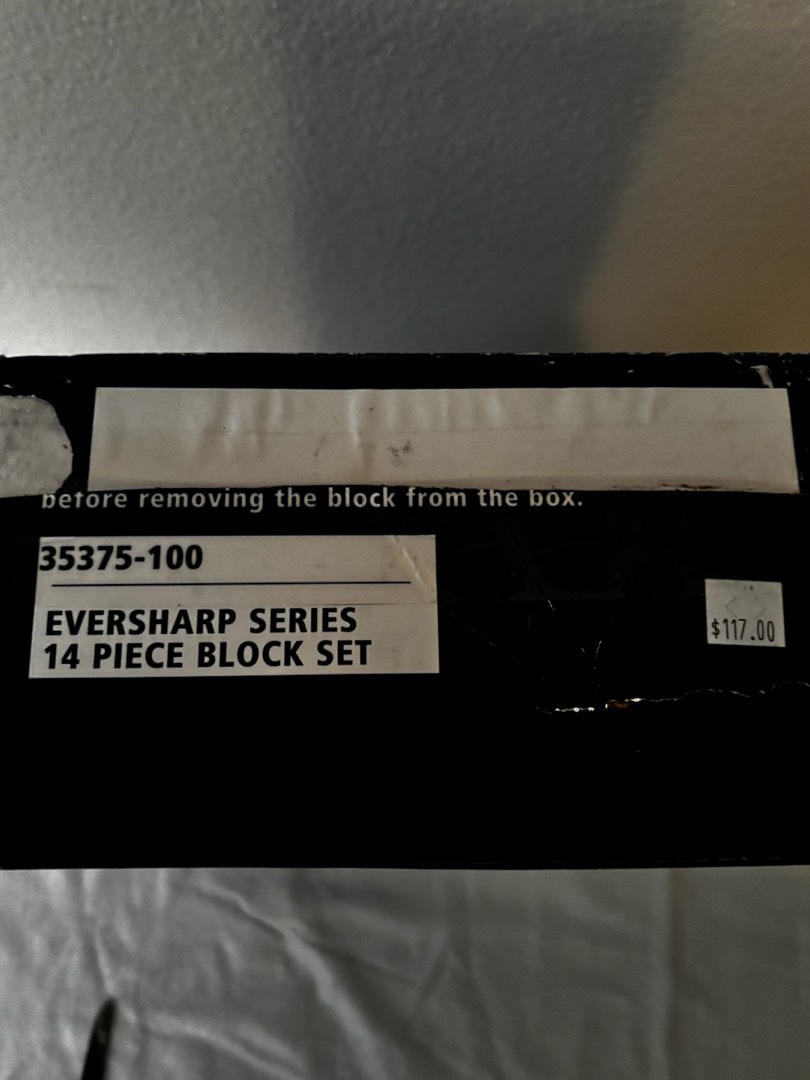 before removing the block from the box.
35375-100
EVERSHARP SERIES
14 PIECE BLOCK SET
$117.00